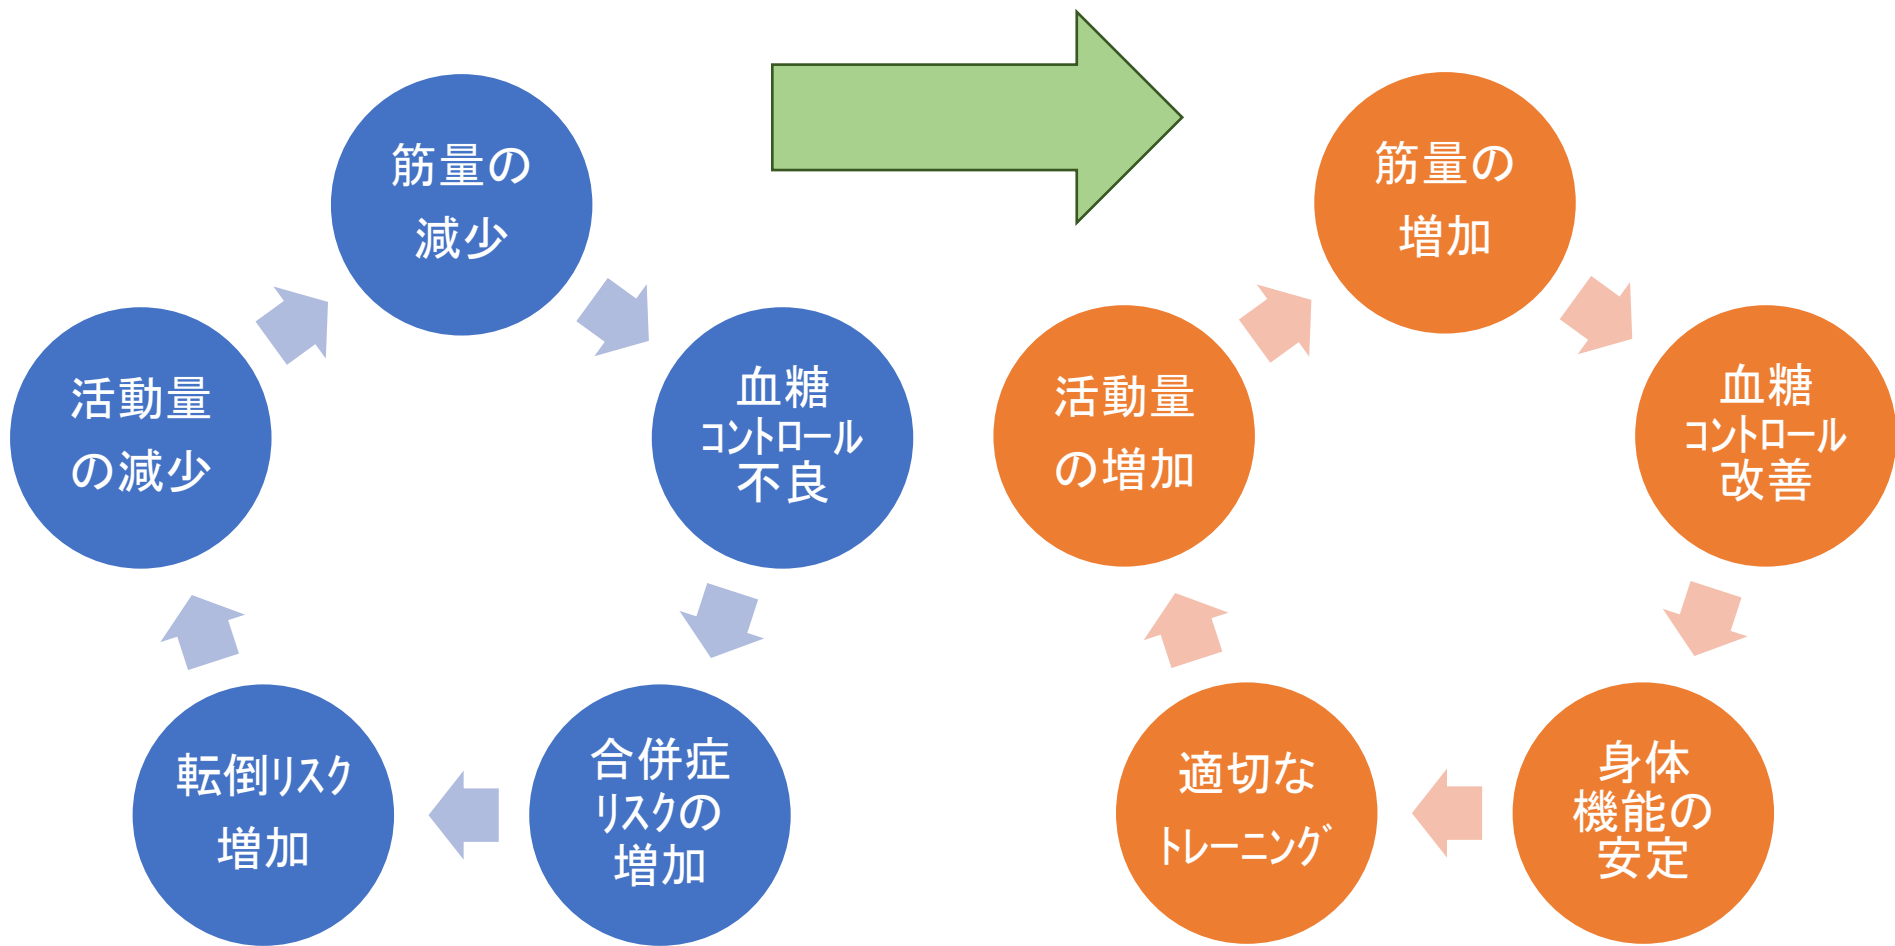 筋量の
減少
血糖
コントロール
不良
合併症
リスクの
増加
転倒リスク
増加
活動量
の減少
筋量の
増加
血糖
コントロール
改善
身体
機能の
安定
適切な
トレーニング
活動量
の増加